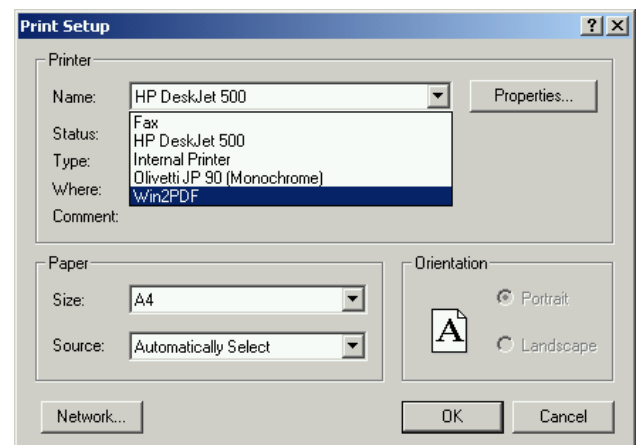 Print Setup
Printer
Name: HP DeskJet 500 Properties...
Status: Fax
HP DeskJet 500
Type: Internal Printer
Olivetti JP 90 (Monochrome)
Where: Win2PDF
Comment:
Paper
Size: A4
Source: Automatically Select
Orientation
A
Portrait
Landscape
Network... OK Cancel